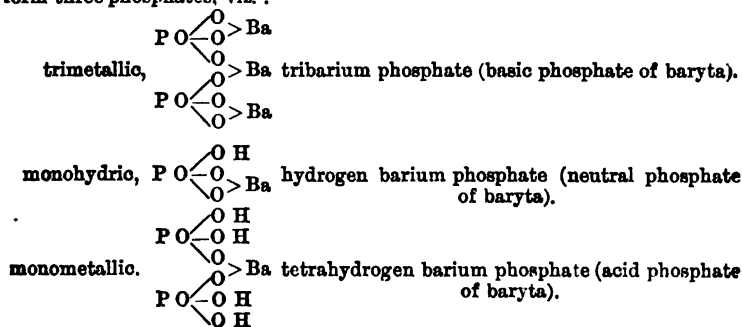 form three phosphates, viz. :
O
P O–O > Ba
O
trimetallic, > Ba tribarium phosphate (basic phosphate of baryta).
O
P O–O > Ba
O
O H
monohydric, P O–O > Ba hydrogen barium phosphate (neutral phosphate
O of baryta).
O H
P O–O H
O
monometallic. > Ba tetrahydrogen barium phosphate (acid phosphate
O of baryta).
P O–O H
O H